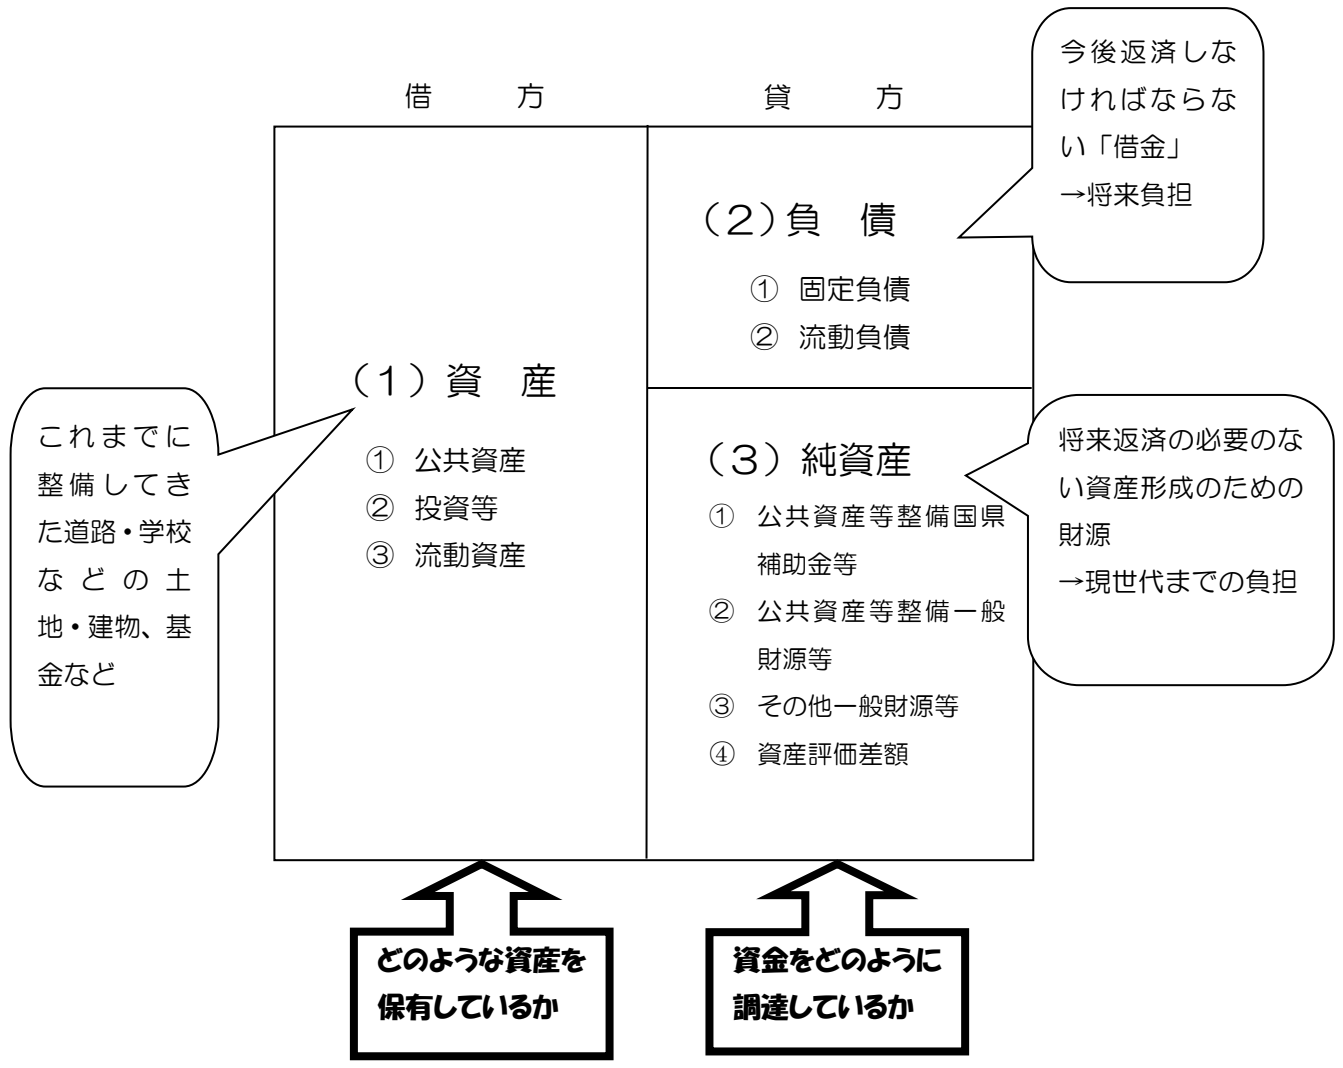 借　方
貸　方
今後返済しな
ければならな
い「借金」
→将来負担
（２）負　債
① 固定負債
② 流動負債
（１）資　産
① 公共資産
② 投資等
③ 流動資産
これまでに
整備してき
た道路・学校
などの土
地・建物、基
金など
（３）純資産
① 公共資産等整備国県
補助金等
② 公共資産等整備一般
財源等
③ その他一般財源等
④ 資産評価差額
将来返済の必要のな
い資産形成のための
財源
→現世代までの負担
どのような資産を
保有しているか
資金をどのように
調達しているか